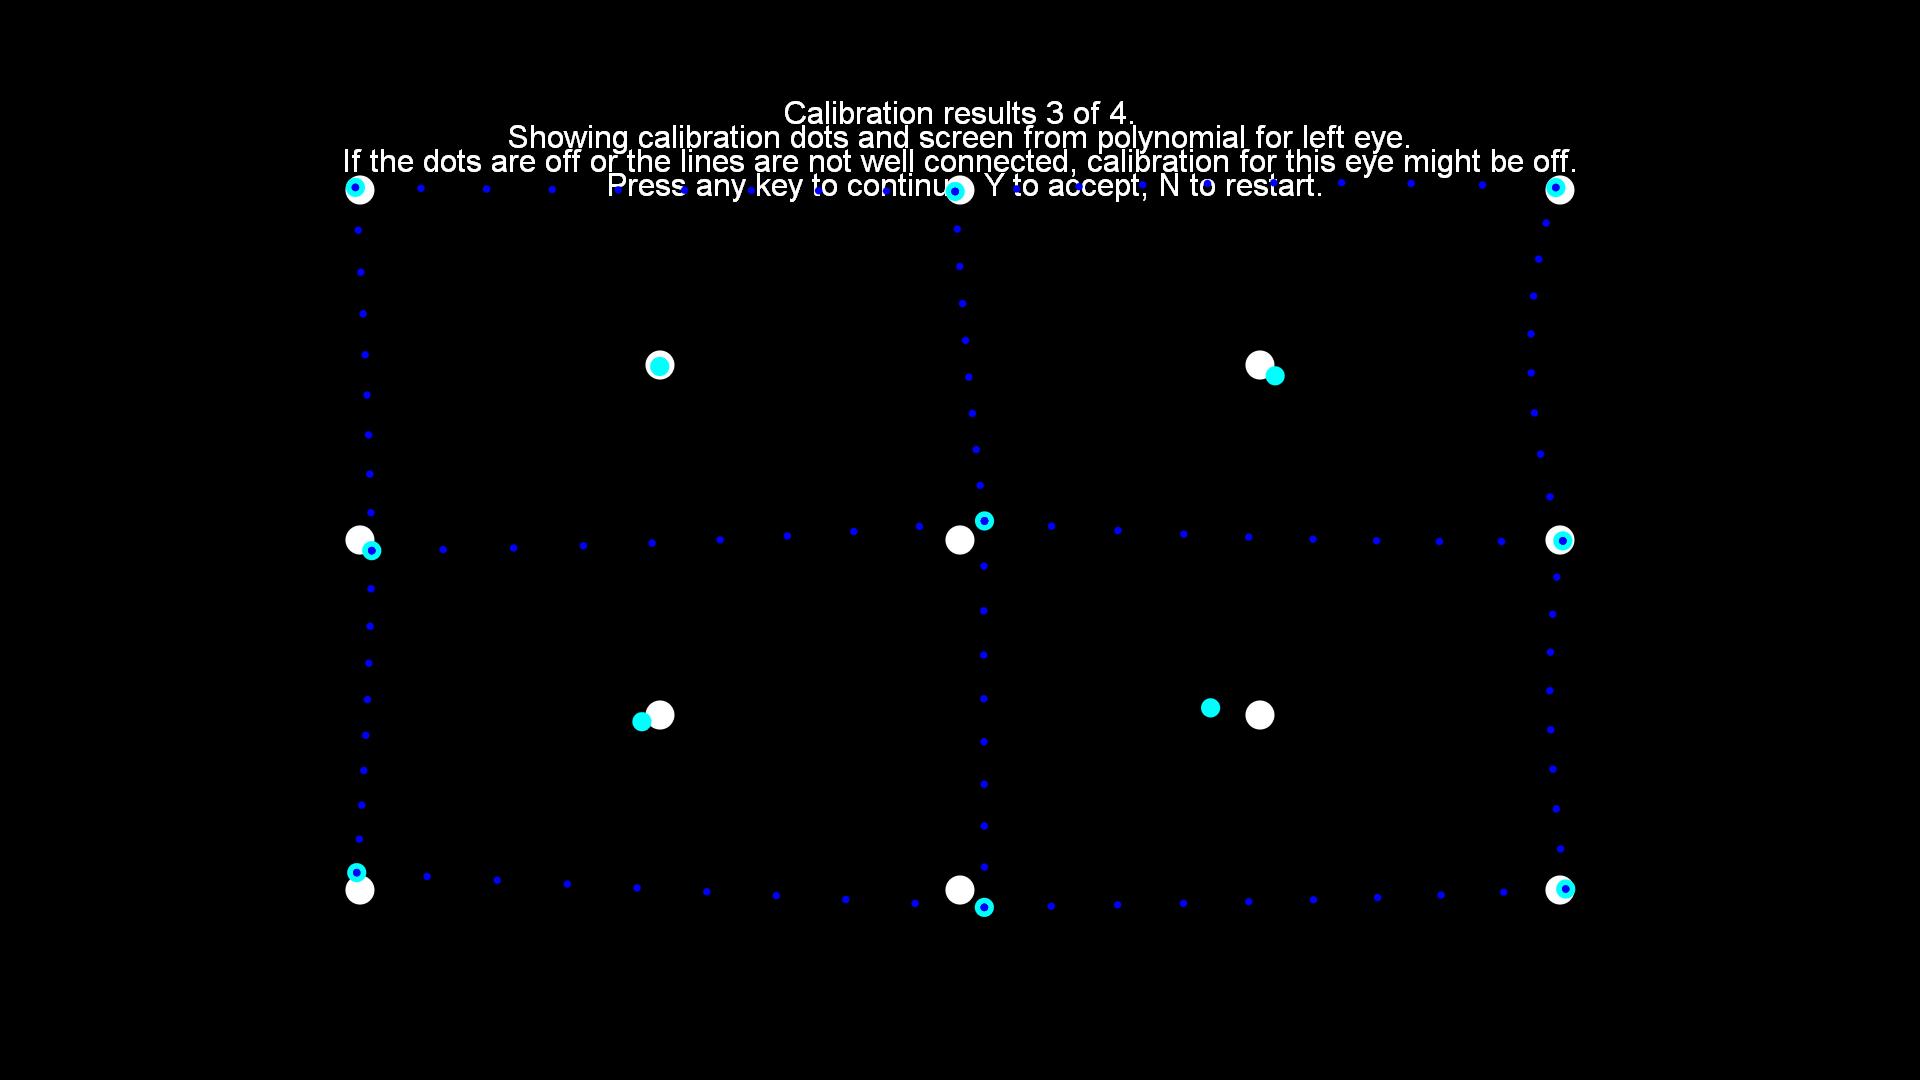 Calibration results 3 of 4.
Showing calibration dots and screen from polynomial for left eye.
If the dots are off or the lines are not well connected, calibration for this eye might be off.
Press any key to continue, Y to accept, N to restart.